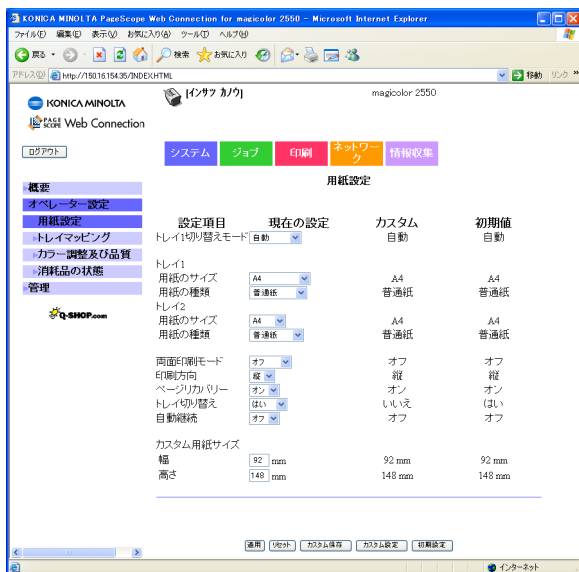 KONICA MINOLTA PageScope Web Connection for magicolor 2550 - Microsoft Internet Explorer
ファイル(F) 編集(E) 表示(V) お気に入り(A) ツール(T) ヘルプ(H)
戻る 検索 お気に入り
アドレス(D) http://150.16.154.35/INDEX.HTML 移動 リンク »
KONICA MINOLTA [インサツ カノウ] magicolor 2550
PAGE SCOPE Web Connection
ログアウト システム ジョブ 印刷 ネットワーク 情報収集
用紙設定
概要
オペレーター設定
用紙設定
トレイマッピング
カラー調整及び品質
消耗品の状態
管理
Q-SHOP.com
設定項目 現在の設定 カスタム 初期値
トレイ1切り替えモード 自動 自動 自動
トレイ1
用紙のサイズ A4 A4 A4
用紙の種類 普通紙 普通紙 普通紙
トレイ2
用紙のサイズ A4 A4 A4
用紙の種類 普通紙 普通紙 普通紙
両面印刷モード オフ オフ オフ
印刷方向 縦 縦 縦
ページリカバリー オン オン オン
トレイ切り替え はい いいえ はい
自動継続 オフ オフ オフ
カスタム用紙サイズ
幅 92 mm 92 mm 92 mm
高さ 148 mm 148 mm 148 mm
適用 リセット カスタム保存 カスタム設定 初期設定
インターネット